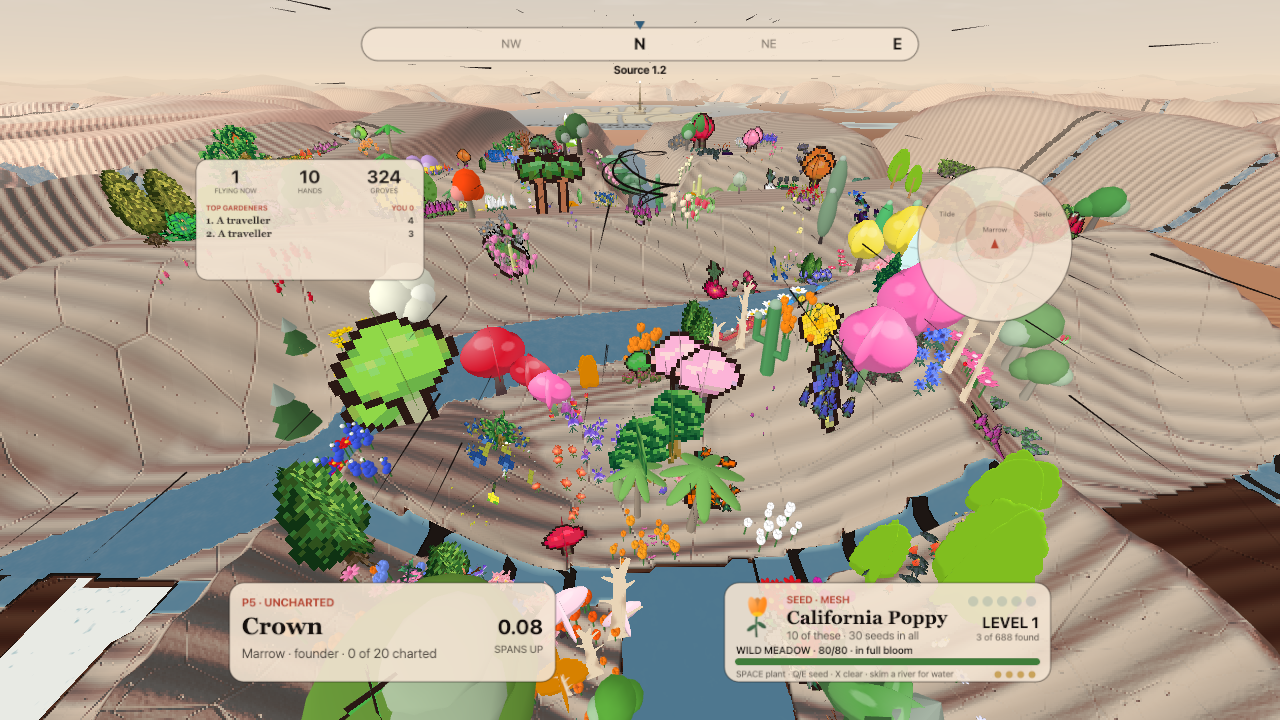 NW N NE E
Source 1.2
1 10 324
FLYING NOW HANDS GROVES
TOP GARDENERS YOU 0
1. A traveller 4
2. A traveller 3
Tilde Saelo
Marrow
P5 · UNCHARTED
Crown 0.08
Marrow · founder · 0 of 20 charted SPANS UP
SEED · MESH
California Poppy LEVEL 1
10 of these · 30 seeds in all 3 of 688 found
WILD MEADOW · 80/80 · in full bloom
SPACE plant · Q/E seed · X clear · skim a river for water